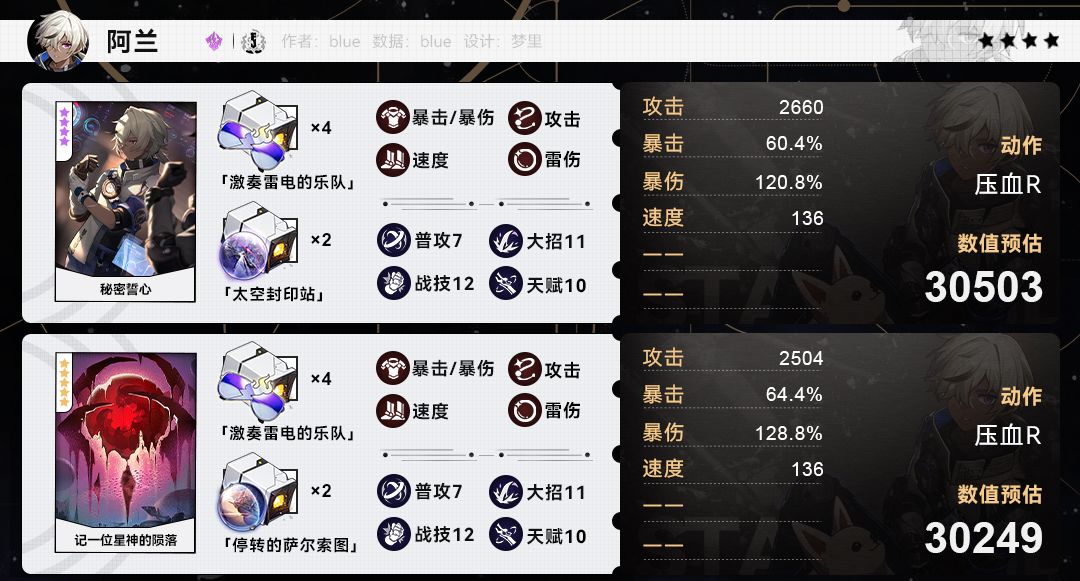 阿兰
5
作者：blue 数据：blue 设计：梦里
秘密誓心
×4
「激奏雷电的乐队」
×2
「太空封印站」
暴击/暴伤
攻击
速度
雷伤
普攻7
大招11
战技12
天赋10
攻击 2660
暴击 60.4%
暴伤 120.8%
速度 136
——
——
动作
压血R
数值预估
30503
记一位星神的陨落
×4
「激奏雷电的乐队」
×2
「停转的萨尔索图」
暴击/暴伤
攻击
速度
雷伤
普攻7
大招11
战技12
天赋10
攻击 2504
暴击 64.4%
暴伤 128.8%
速度 136
——
——
动作
压血R
数值预估
30249